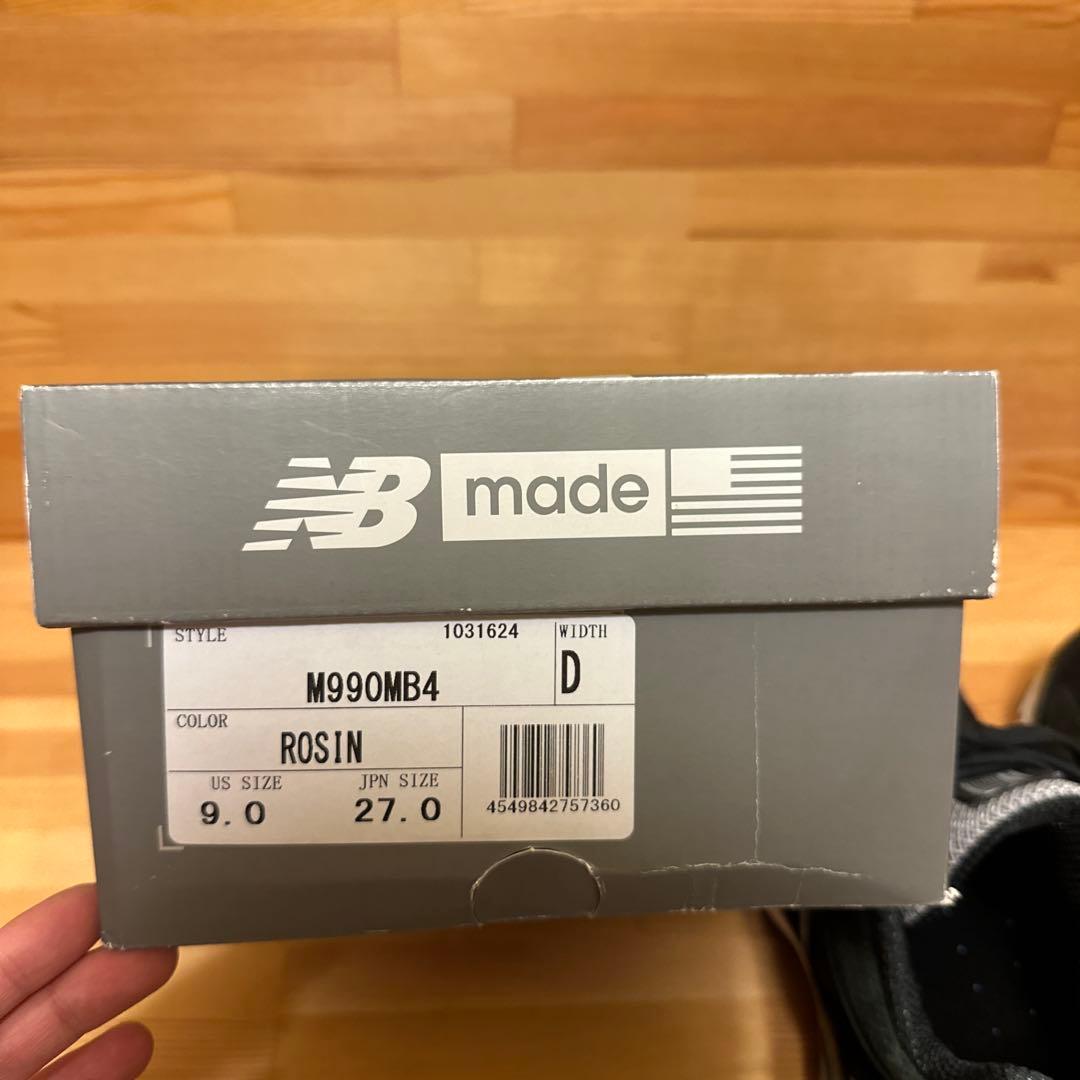 NB made
STYLE 1031624 WIDTH
M990MB4 D
COLOR
ROSIN
US SIZE JPN SIZE
9.0 27.0
4549842757360